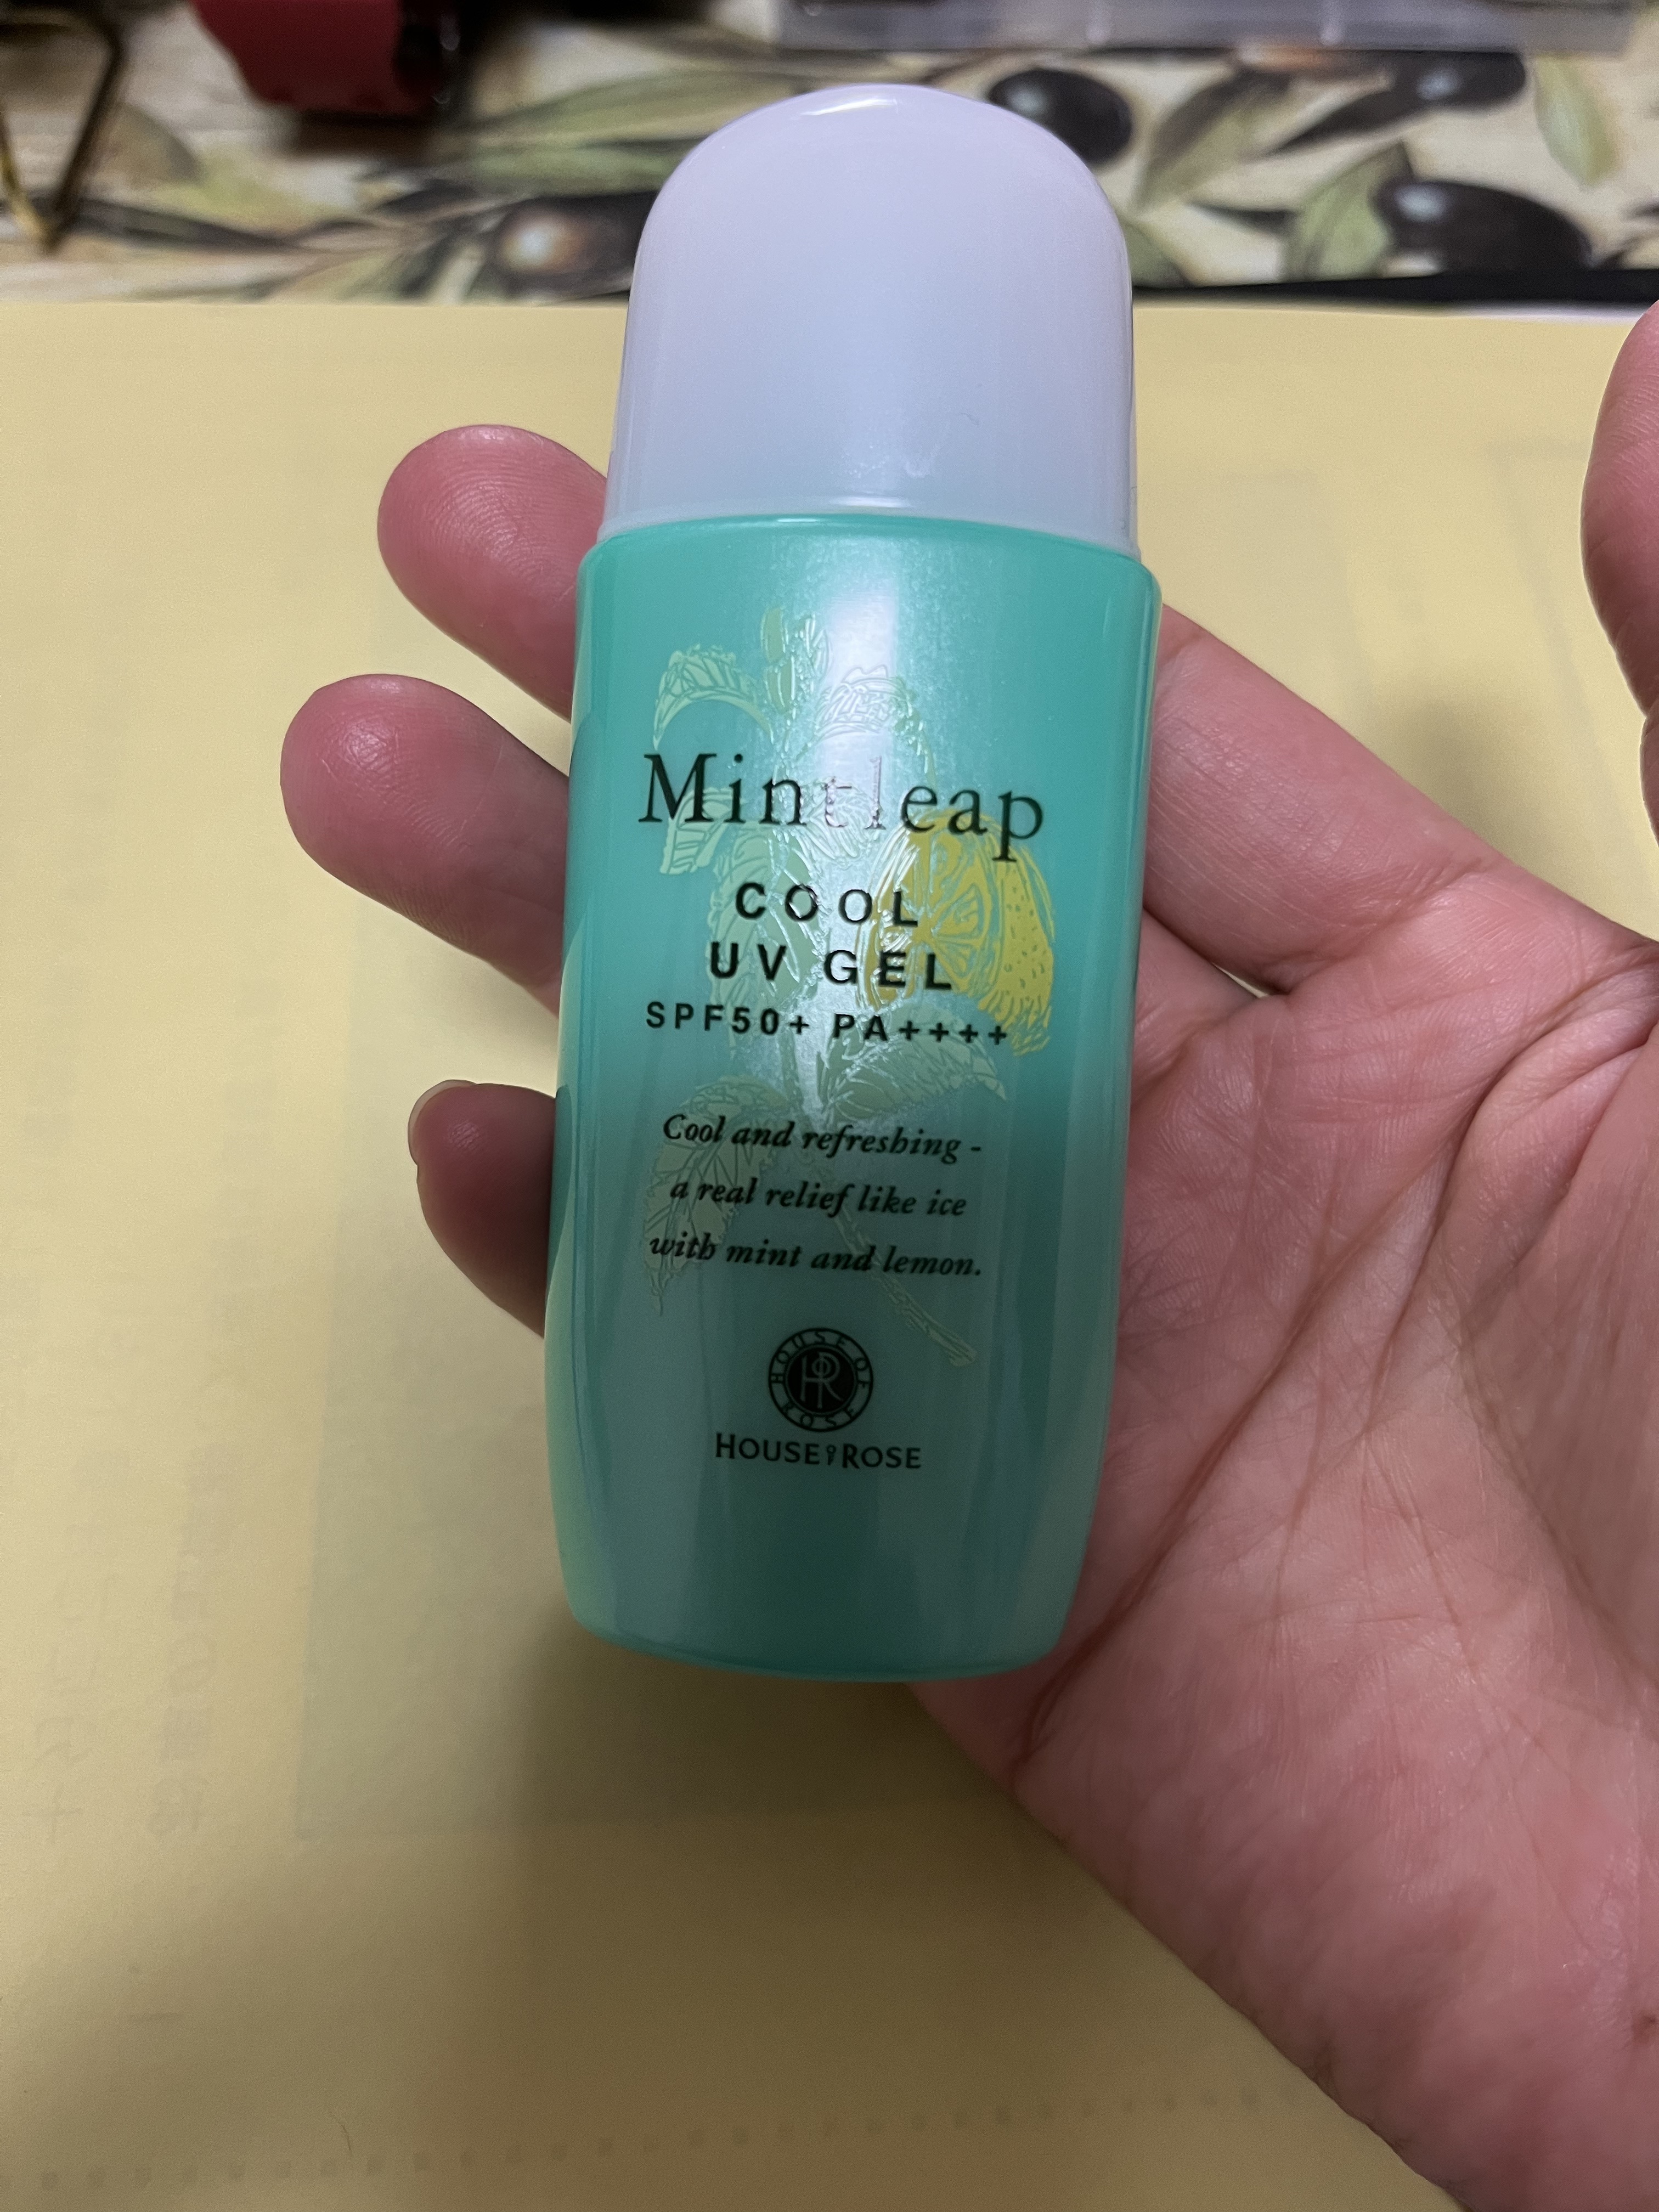 Mintleap
COOL
UV GEL
SPF50+ PA++++
Cool and refreshing -
a real relief like ice
with mint and lemon.
HOUSE OF ROSE
HR
HOUSE OF ROSE